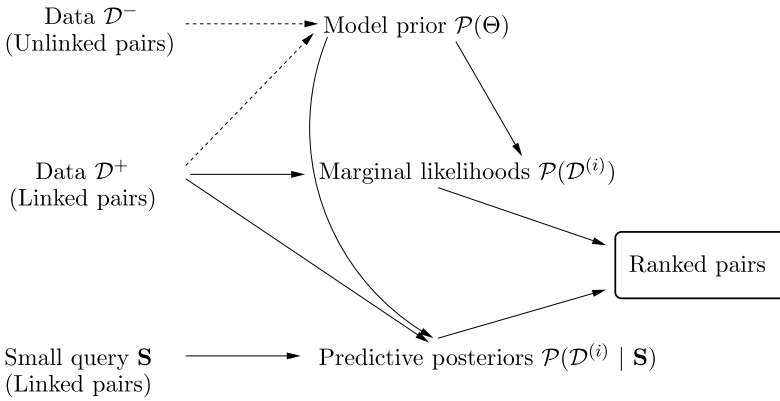 Data 𝒟⁻
(Unlinked pairs)
Model prior 𝒫(Θ)
Data 𝒟⁺
(Linked pairs)
Marginal likelihoods 𝒫(𝒟⁽ⁱ⁾)
Ranked pairs
Small query S
(Linked pairs)
Predictive posteriors 𝒫(𝒟⁽ⁱ⁾ | S)